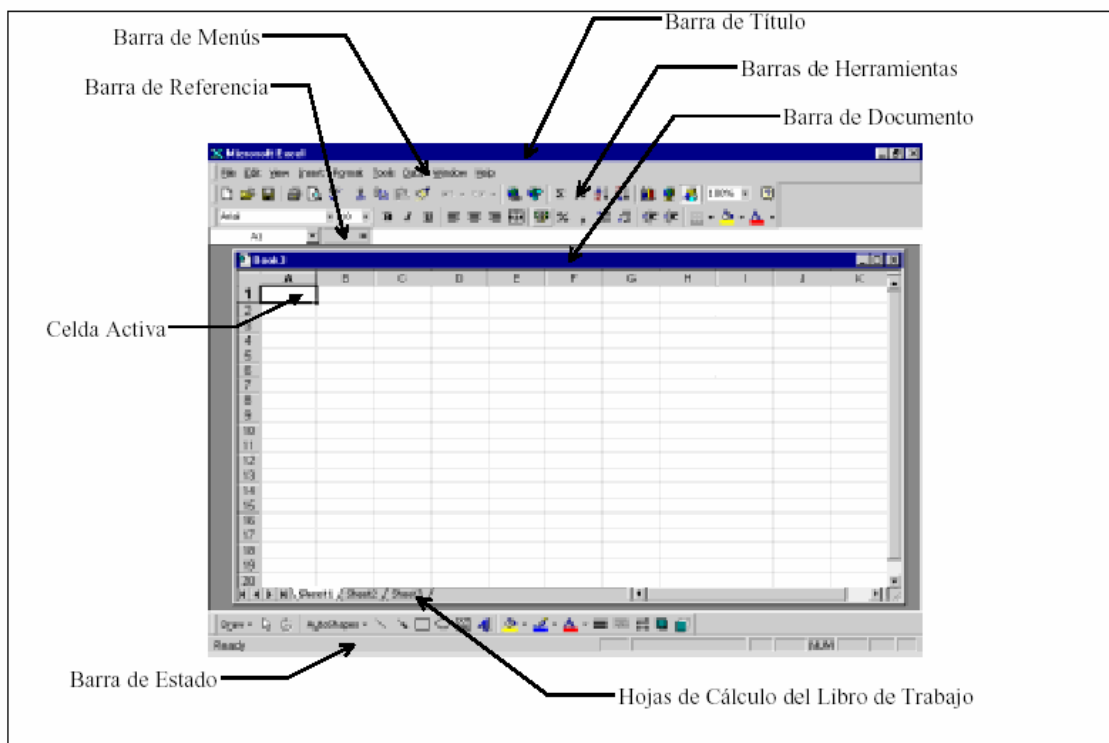 Barra de Título
Barra de Menús
Barras de Herramientas
Barra de Referencia
Barra de Documento
Microsoft Excel
File Edit View Insert Format Tools Data Window Help
100%
Arial
B I U
%
A1
=
A B C D E F G H I J K
1
2
3
Celda Activa
4
5
6
7
8
9
10
11
12
13
14
15
16
17
18
19
20
Sheet1 Sheet2 Sheet3
Draw AutoShapes
Ready NUM
Barra de Estado
Hojas de Cálculo del Libro de Trabajo